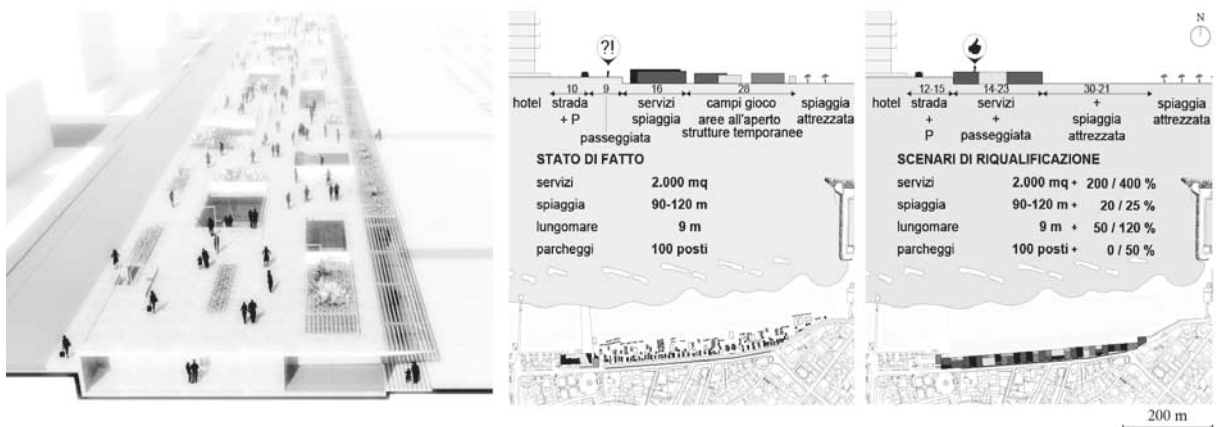 ?!
10 9 16 28
hotel strada servizi campi gioco spiaggia
+ P spiaggia aree all'aperto attrezzata
passeggiata strutture temporanee
STATO DI FATTO
servizi 2.000 mq
spiaggia 90-120 m
lungomare 9 m
parcheggi 100 posti
N
12-15 14-23 30-21
hotel strada servizi + spiaggia
+ + spiaggia attrezzata
P passeggiata attrezzata
SCENARI DI RIQUALIFICAZIONE
servizi 2.000 mq + 200 / 400 %
spiaggia 90-120 m + 20 / 25 %
lungomare 9 m + 50 / 120 %
parcheggi 100 posti + 0 / 50 %
200 m